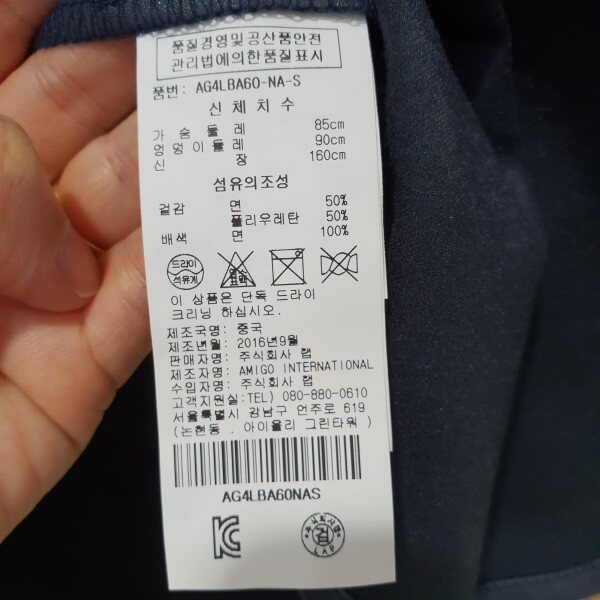 품질경영및공산품안전
관리법에의한품질표시
품번: AG4LBA60-NA-S
신체치수
가슴둘레 85cm
엉덩이둘레 90cm
신장 160cm
섬유의조성
겉감 면 50%
폴리우레탄 50%
배색 면 100%
드라이
석유계
이 상품은 단독 드라이
크리닝 하십시오.
제조국명: 중국
제조년월: 2016년9월
판매자명: 주식회사 랩
제조자명: AMIGO INTERNATIONAL
수입자명: 주식회사 랩
고객지원실:TEL) 080-880-0610
서울특별시 강남구 언주로 619
(논현동 . 아이올리 그린타워 )
AG4LBA60NAS
LAP